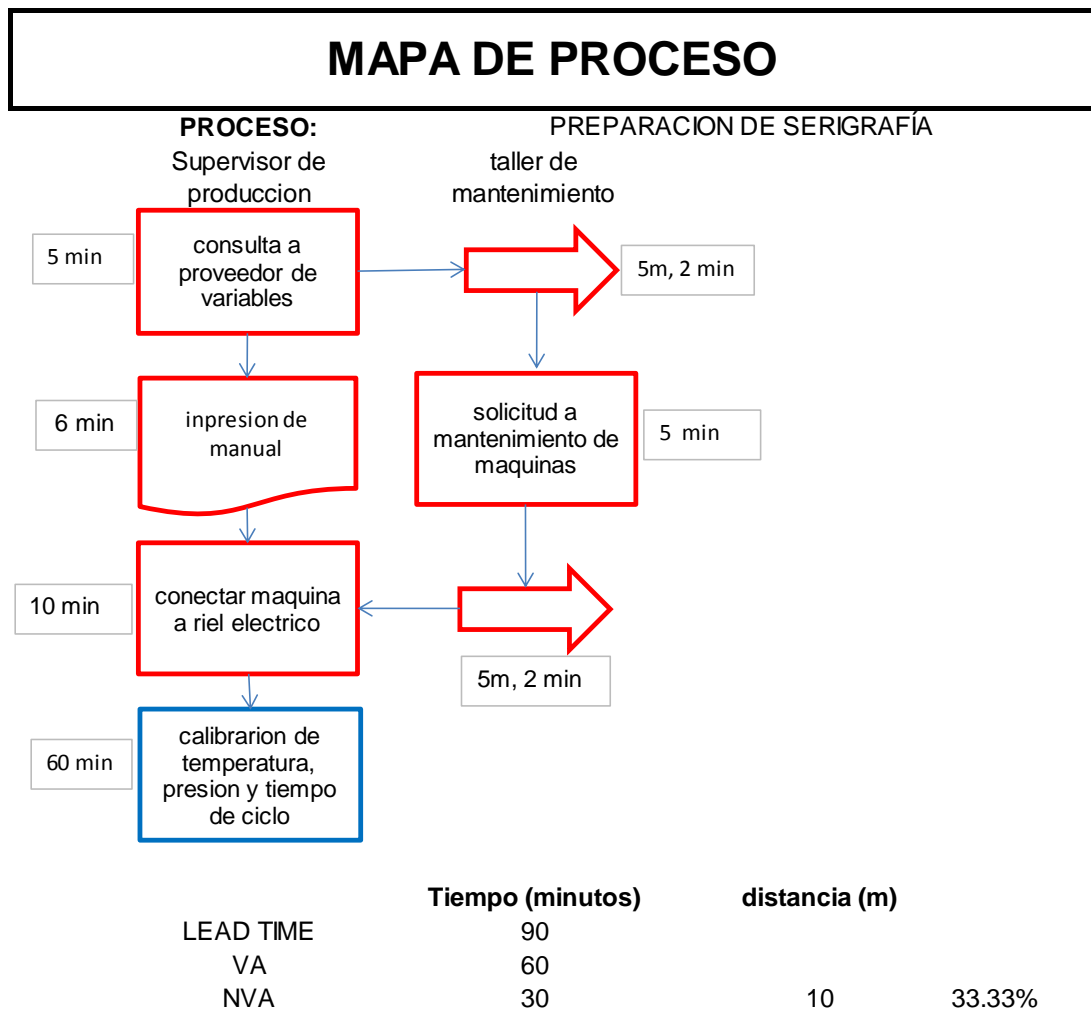 MAPA DE PROCESO
PROCESO: PREPARACION DE SERIGRAFÍA
Supervisor de
produccion
taller de
mantenimiento
5 min
consulta a
proveedor de
variables
5m, 2 min
6 min
inpresion de
manual
solicitud a
mantenimiento de
maquinas
5 min
10 min
conectar maquina
a riel electrico
5m, 2 min
60 min
calibrarion de
temperatura,
presion y tiempo
de ciclo
Tiempo (minutos) distancia (m)
LEAD TIME 90
VA 60
NVA 30 10 33.33%